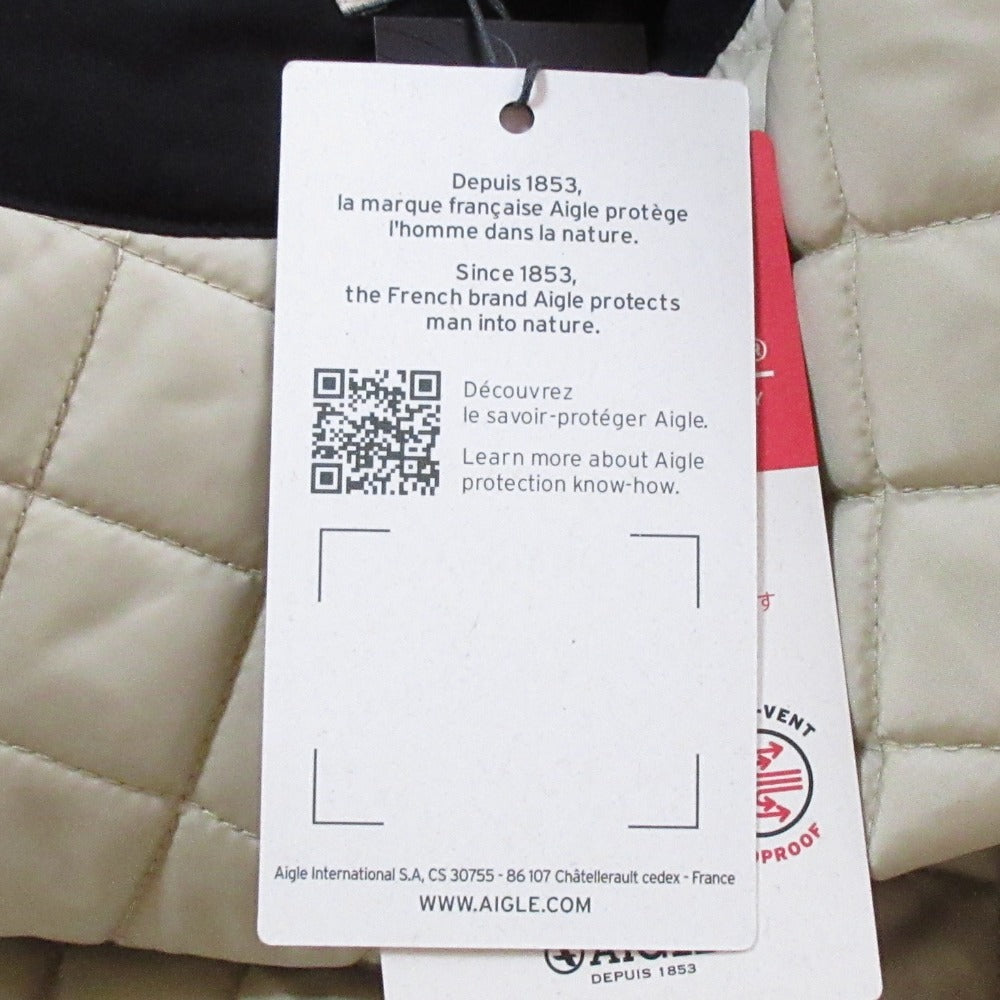 Depuis 1853,
la marque française Aigle protège
l'homme dans la nature.
Since 1853,
the French brand Aigle protects
man into nature.
Découvrez
le savoir-protéger Aigle.
Learn more about Aigle
protection know-how.
Aigle International S.A, CS 30755 - 86 107 Châtellerault cedex - France
WWW.AIGLE.COM
®
Y
す
-VENT
PROOF
DEPUIS 1853